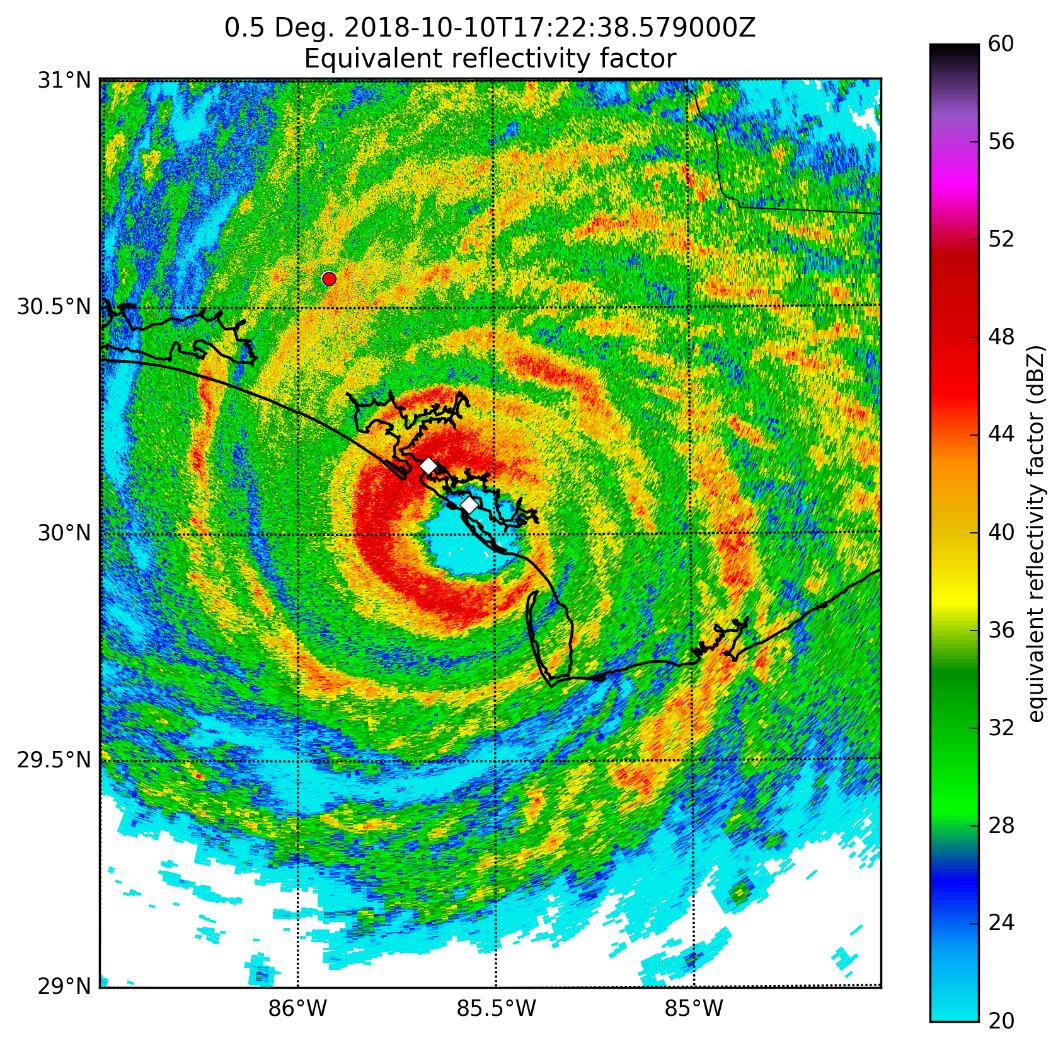 0.5 Deg. 2018-10-10T17:22:38.579000Z
Equivalent reflectivity factor
31°N
30.5°N
30°N
29.5°N
29°N
86°W
85.5°W
85°W
60
56
52
48
44
40
36
32
28
24
20
equivalent reflectivity factor (dBZ)